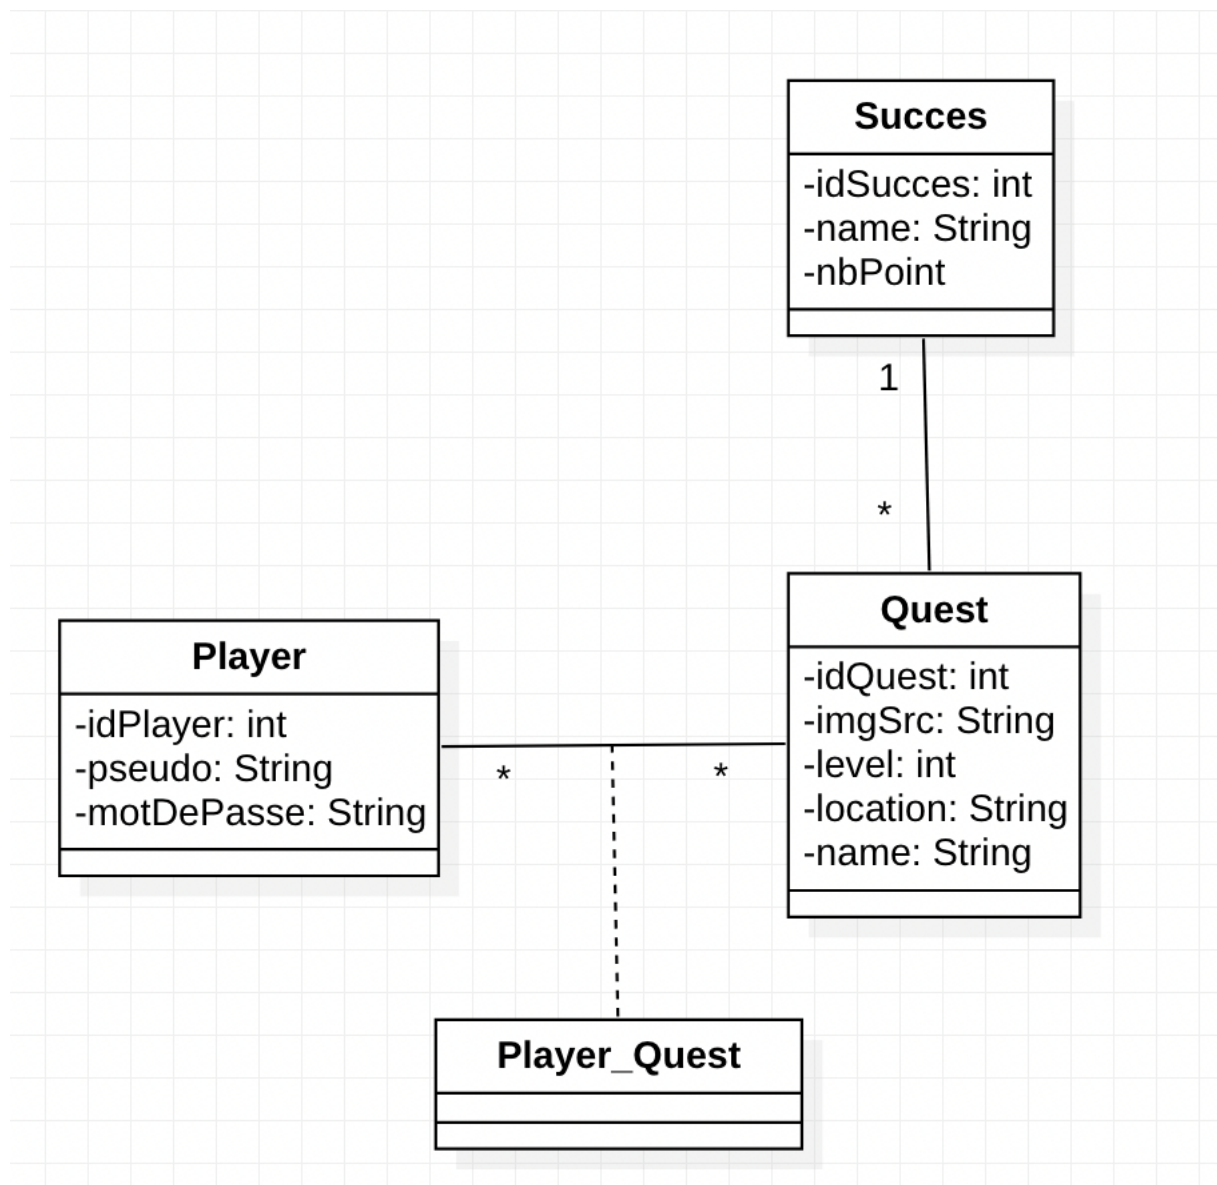 Succes
-idSucces: int
-name: String
-nbPoint
1
*
Quest
-idQuest: int
-imgSrc: String
-level: int
-location: String
-name: String
Player
-idPlayer: int
-pseudo: String
-motDePasse: String
*
*
Player_Quest